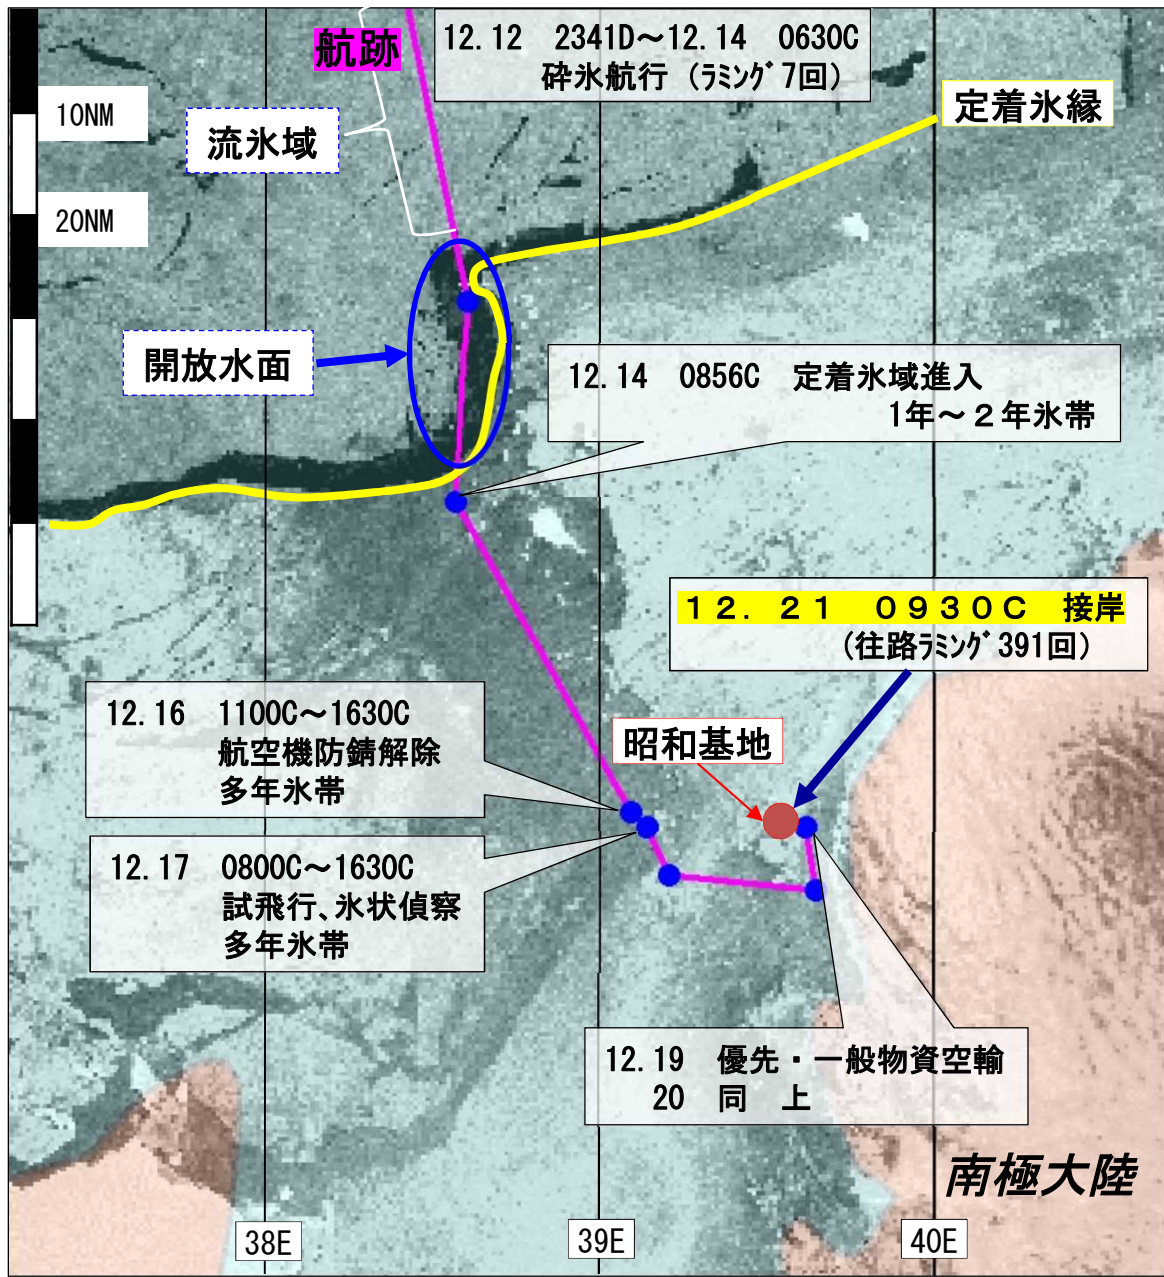 航跡
12.12 2341D～12.14 0630C
砕氷航行（ﾗﾐﾝｸﾞ7回）
10NM
定着氷縁
流氷域
20NM
開放水面
12.14 0856C 定着氷域進入
1年～２年氷帯
１２．２１ ０９３０Ｃ 接岸
(往路ﾗﾐﾝｸﾞ391回)
12.16 1100C～1630C
航空機防錆解除
多年氷帯
昭和基地
12.17 0800C～1630C
試飛行、氷状偵察
多年氷帯
12.19 優先・一般物資空輸
20 同 上
南極大陸
38E
39E
40E